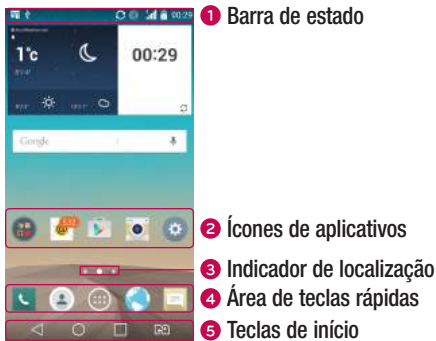 00:29
1 Barra de estado
1°c
00:29
Google
532
2 Ícones de aplicativos
3 Indicador de localização
4 Área de teclas rápidas
5 Teclas de início